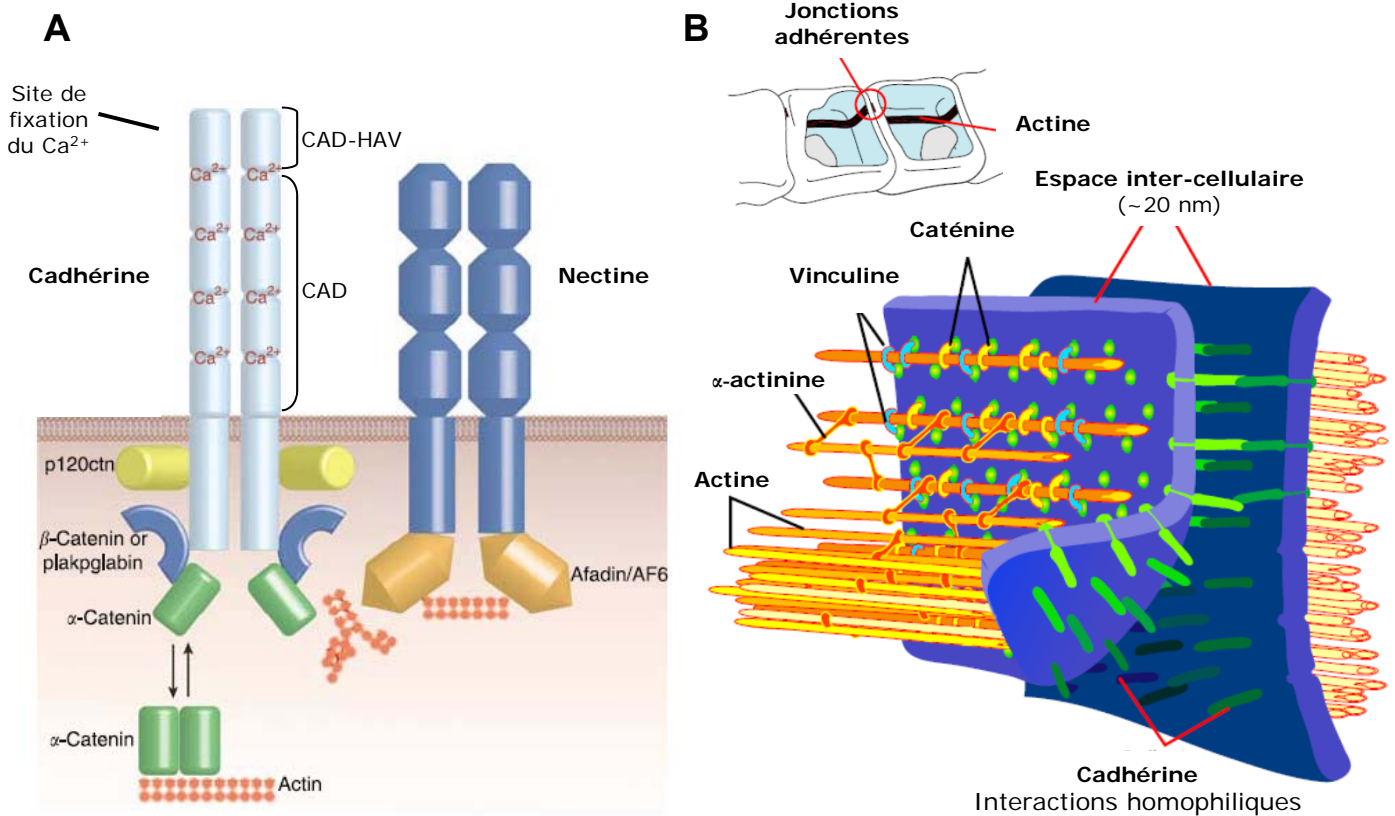 A
Site de
fixation
du Ca²⁺
CAD-HAV
Ca²⁺ Ca²⁺
Ca²⁺ Ca²⁺
Cadhérine
CAD
Nectine
Ca²⁺ Ca²⁺
Ca²⁺ Ca²⁺
p120ctn
β-Catenin or
plakpglabin
Afadin/AF6
α-Catenin
α-Catenin
Actin
B
Jonctions
adhérentes
Actine
Espace inter-cellulaire
(~20 nm)
Caténine
Vinculine
α-actinine
Actine
Cadhérine
Interactions homophiliques